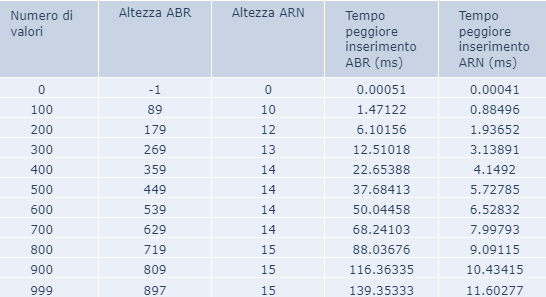 Numero di valori Altezza ABR Altezza ARN Tempo peggiore inserimento ABR (ms) Tempo peggiore inserimento ARN (ms)
0 -1 0 0.00051 0.00041
100 89 10 1.47122 0.88496
200 179 12 6.10156 1.93652
300 269 13 12.51018 3.13891
400 359 14 22.65388 4.1492
500 449 14 37.68413 5.72785
600 539 14 50.04458 6.52832
700 629 14 68.24103 7.99793
800 719 15 88.03676 9.09115
900 809 15 116.36335 10.43415
999 897 15 139.35333 11.60277